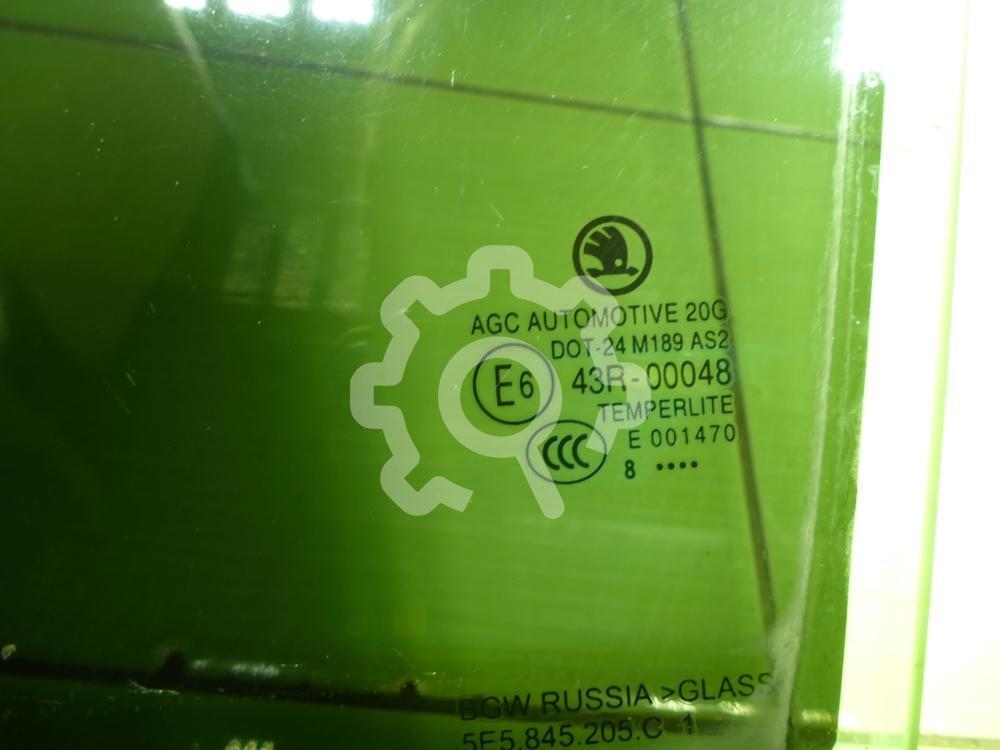 AGC AUTOMOTIVE 20G
DOT-24 M189 AS2
E6 43R-00048
TEMPERLITE
CCC E 001470
8 ••••
BGW RUSSIA >GLASS
5E5.845.205.C 1